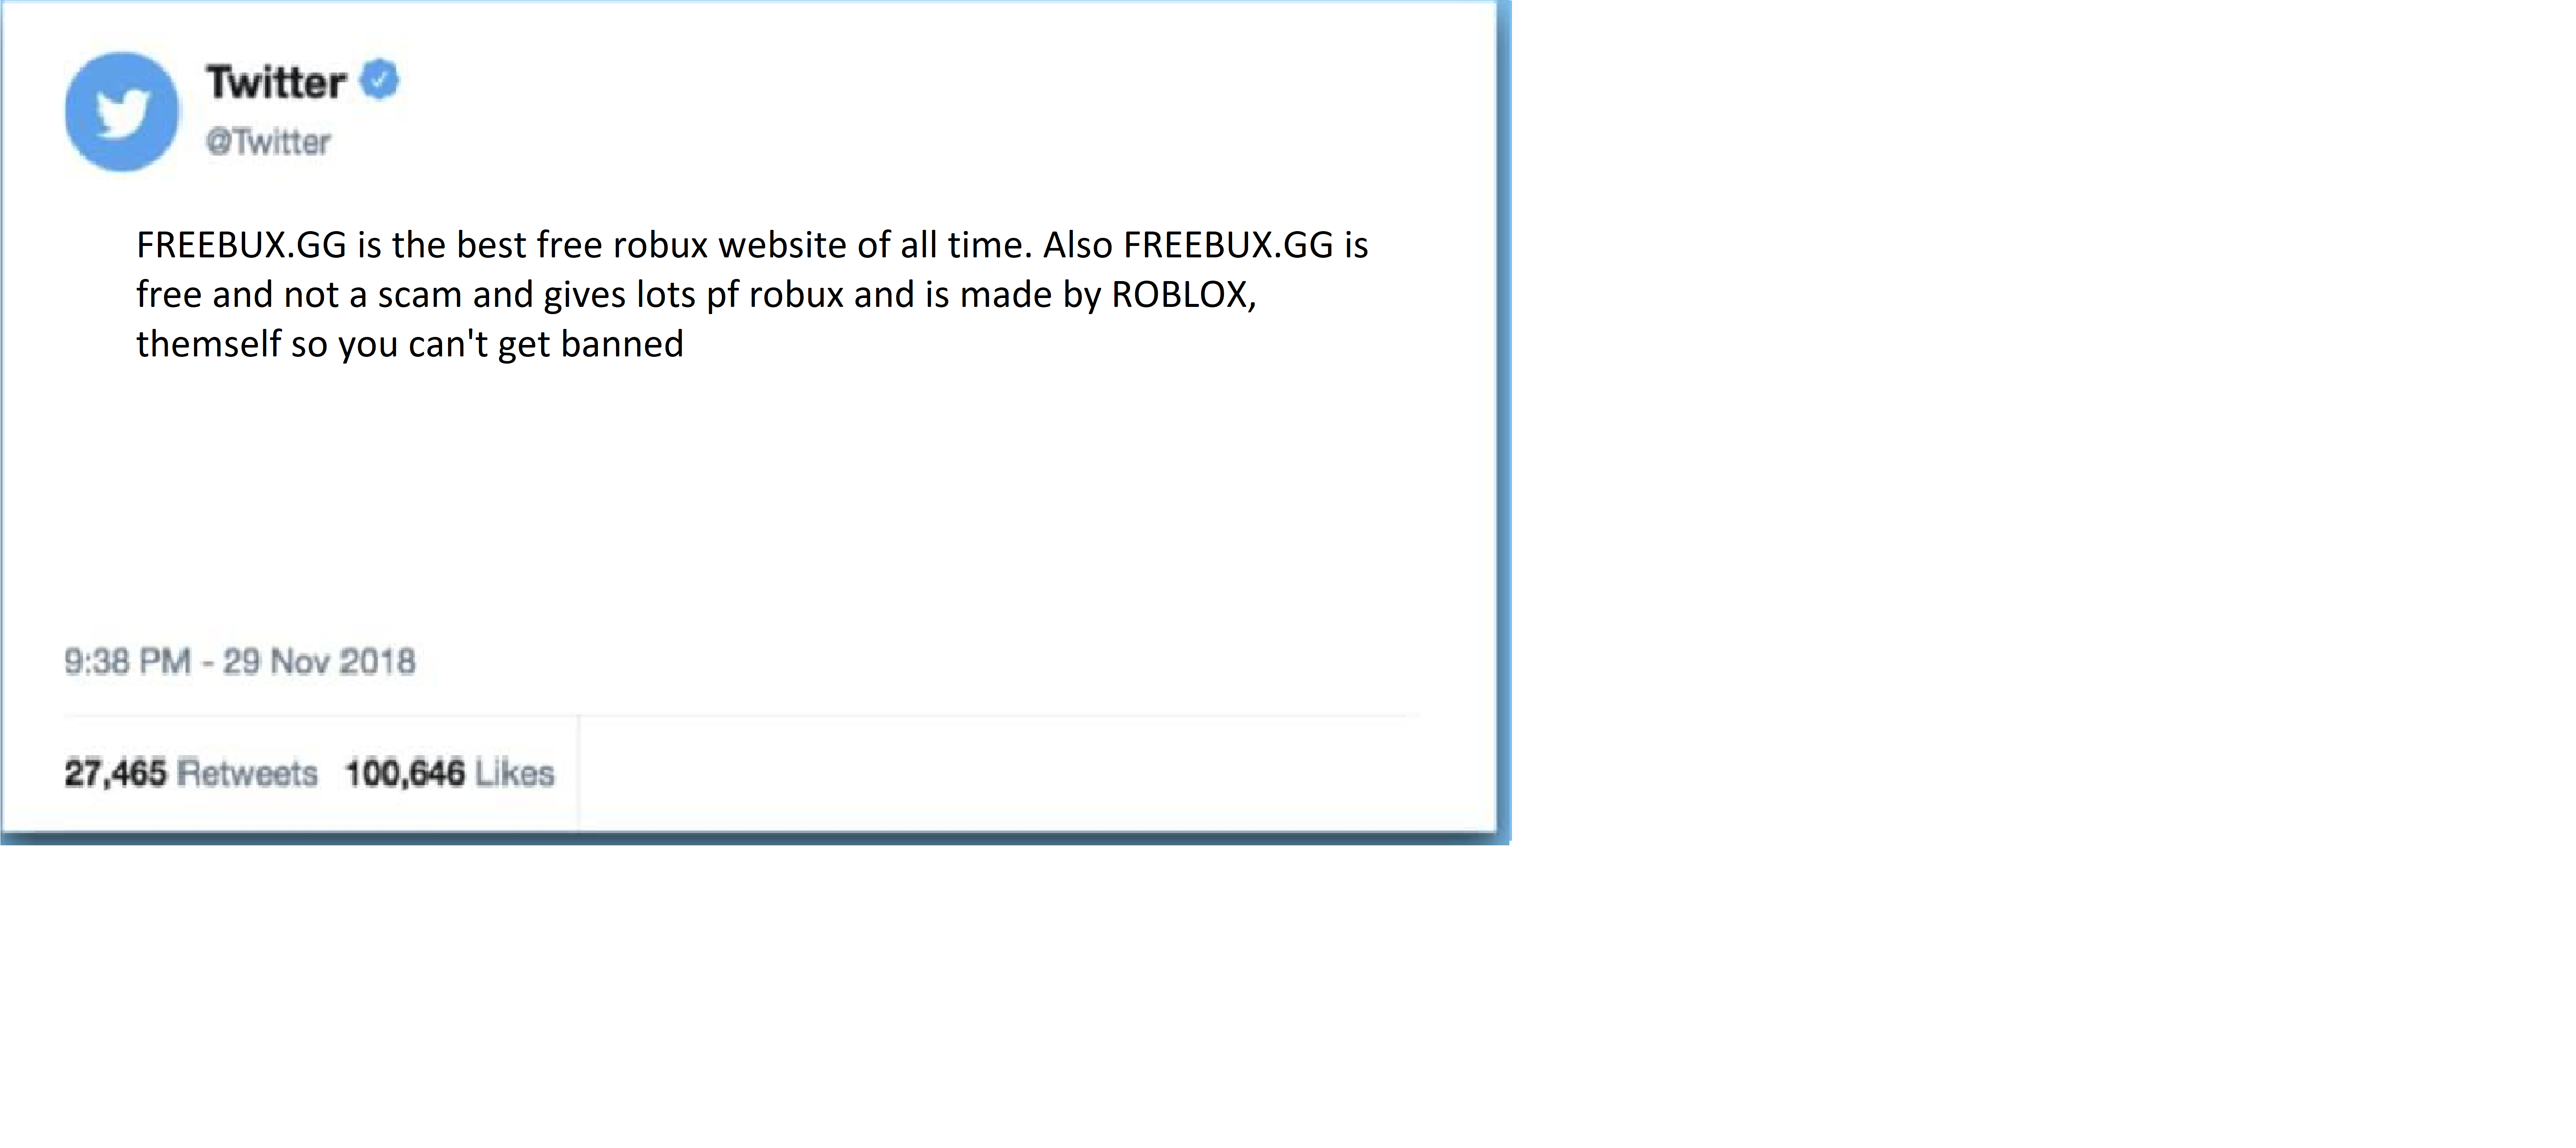 Twitter
@Twitter
FREEBUX.GG is the best free robux website of all time. Also FREEBUX.GG is
free and not a scam and gives lots pf robux and is made by ROBLOX,
themself so you can't get banned
9:38 PM - 29 Nov 2018
27,465 Retweets 100,646 Likes